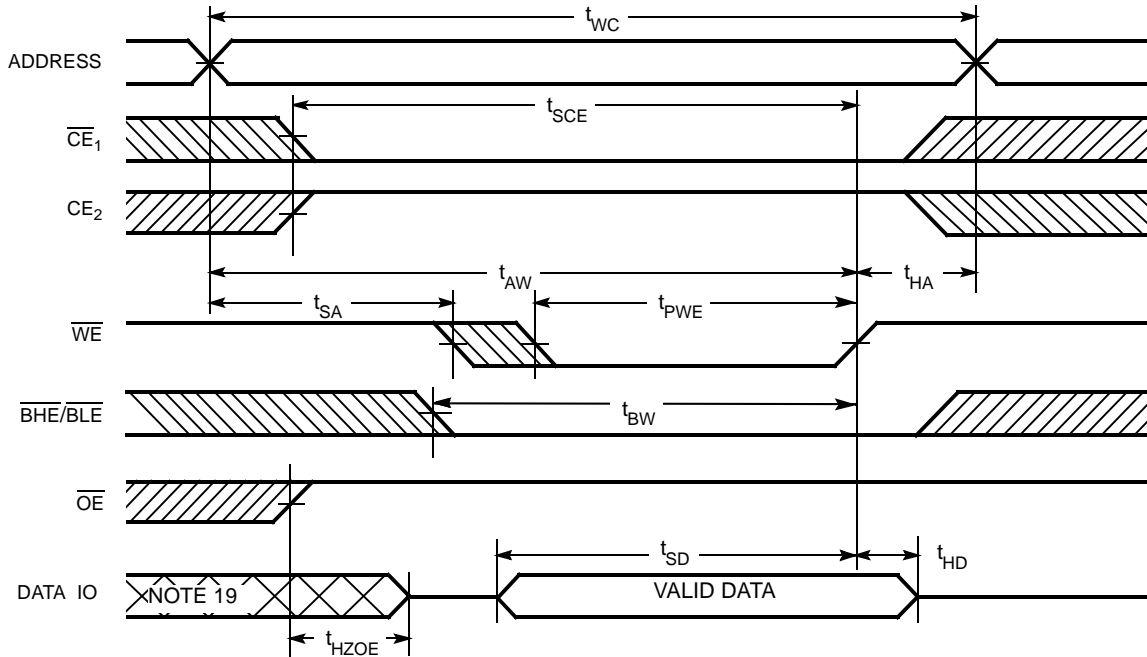 tWC
ADDRESS
tSCE
CE1
CE2
tAW
tHA
tSA
tPWE
WE
BHE/BLE
tBW
OE
tSD
tHD
DATA IO
NOTE 19
VALID DATA
tHZOE